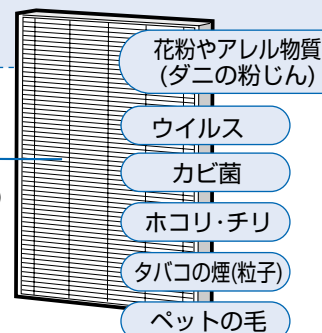 花粉やアレル物質
(ダニの粉じん)
ウイルス
カビ菌
ホコリ・チリ
タバコの煙(粒子)
ペットの毛